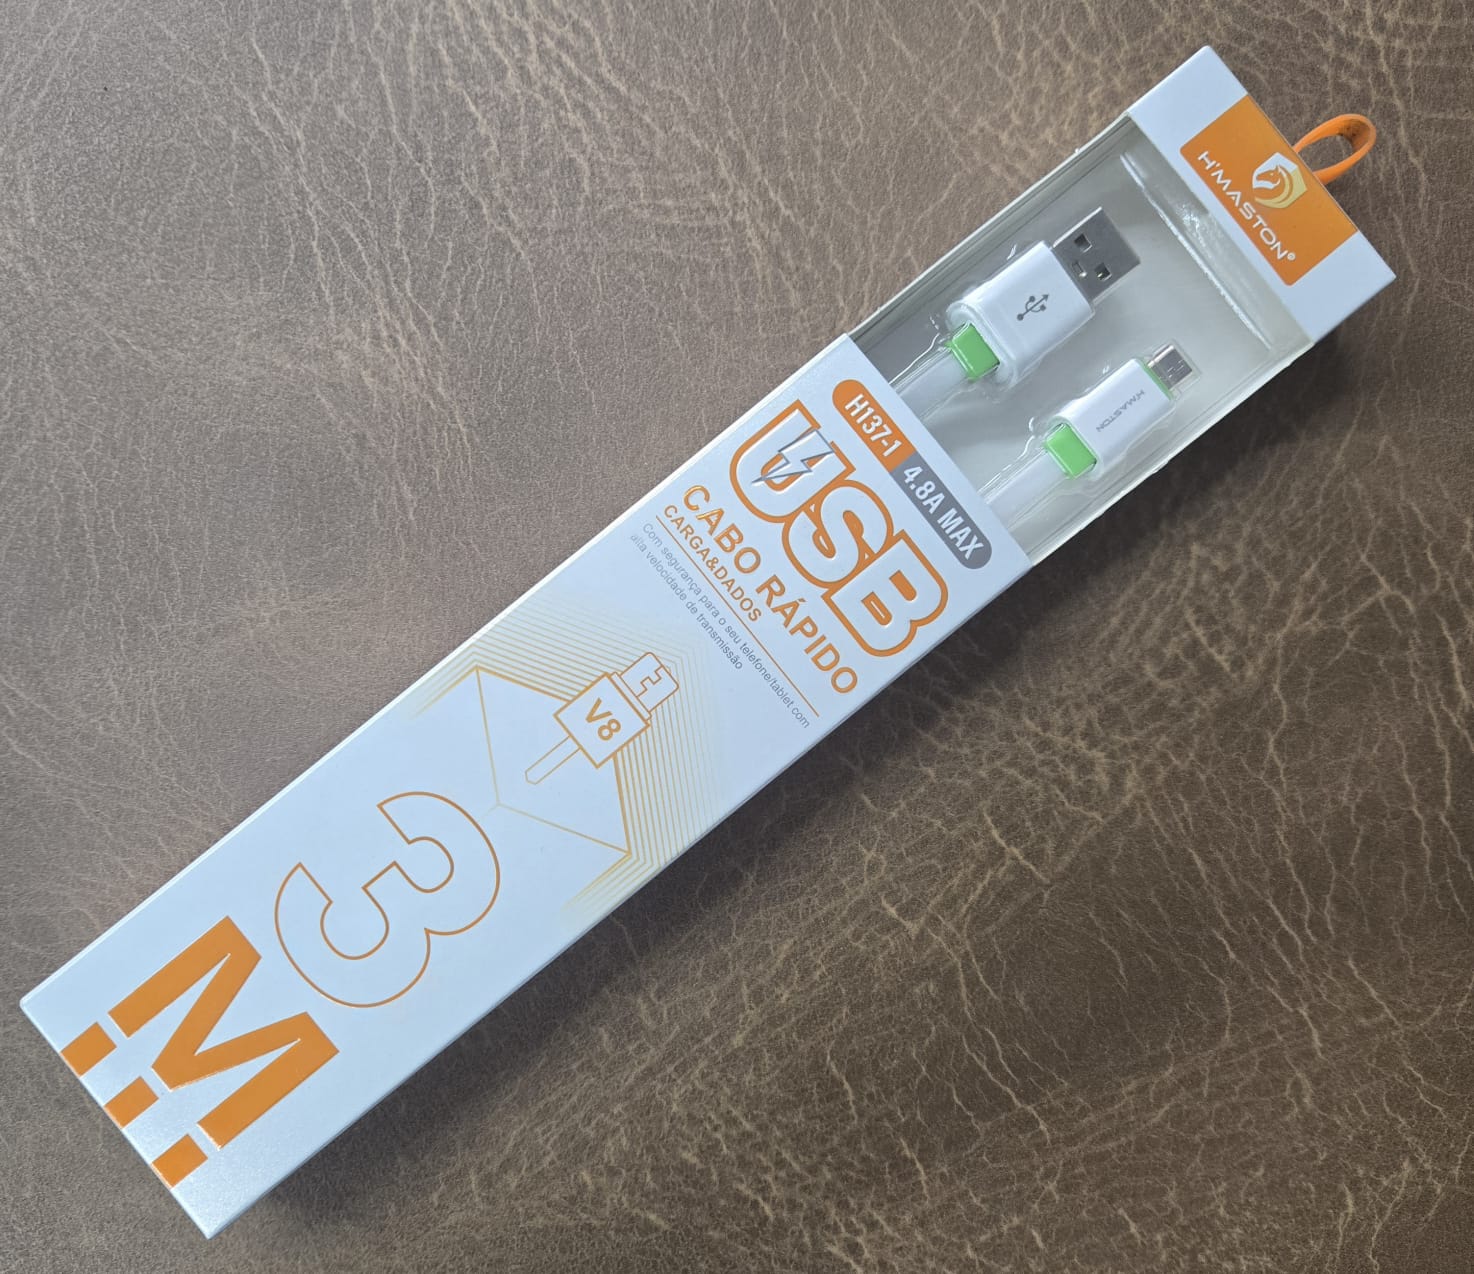 H'MASTON®
H'MASTON
H137-1 4.8A MAX
USB
CABO RÁPIDO
CARGA&DADOS
Com segurança para o seu telefone/tablet com
alta velocidade de transmissão
V8
3
M